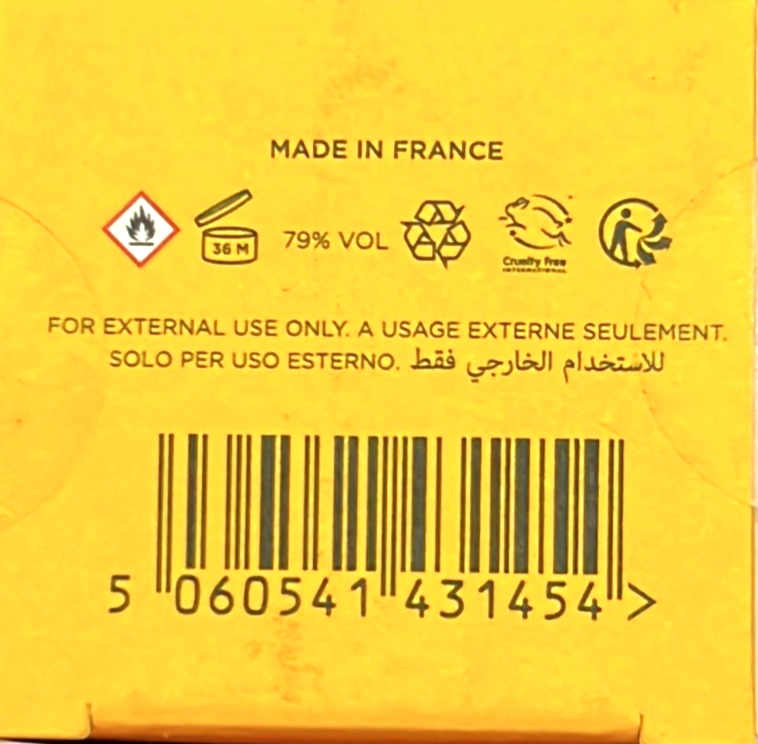 MADE IN FRANCE
36 M
79% VOL
Cruelty Free
INTERNATIONAL
FOR EXTERNAL USE ONLY. A USAGE EXTERNE SEULEMENT.
SOLO PER USO ESTERNO. للاستخدام الخارجي فقط
5 060541 431454 >